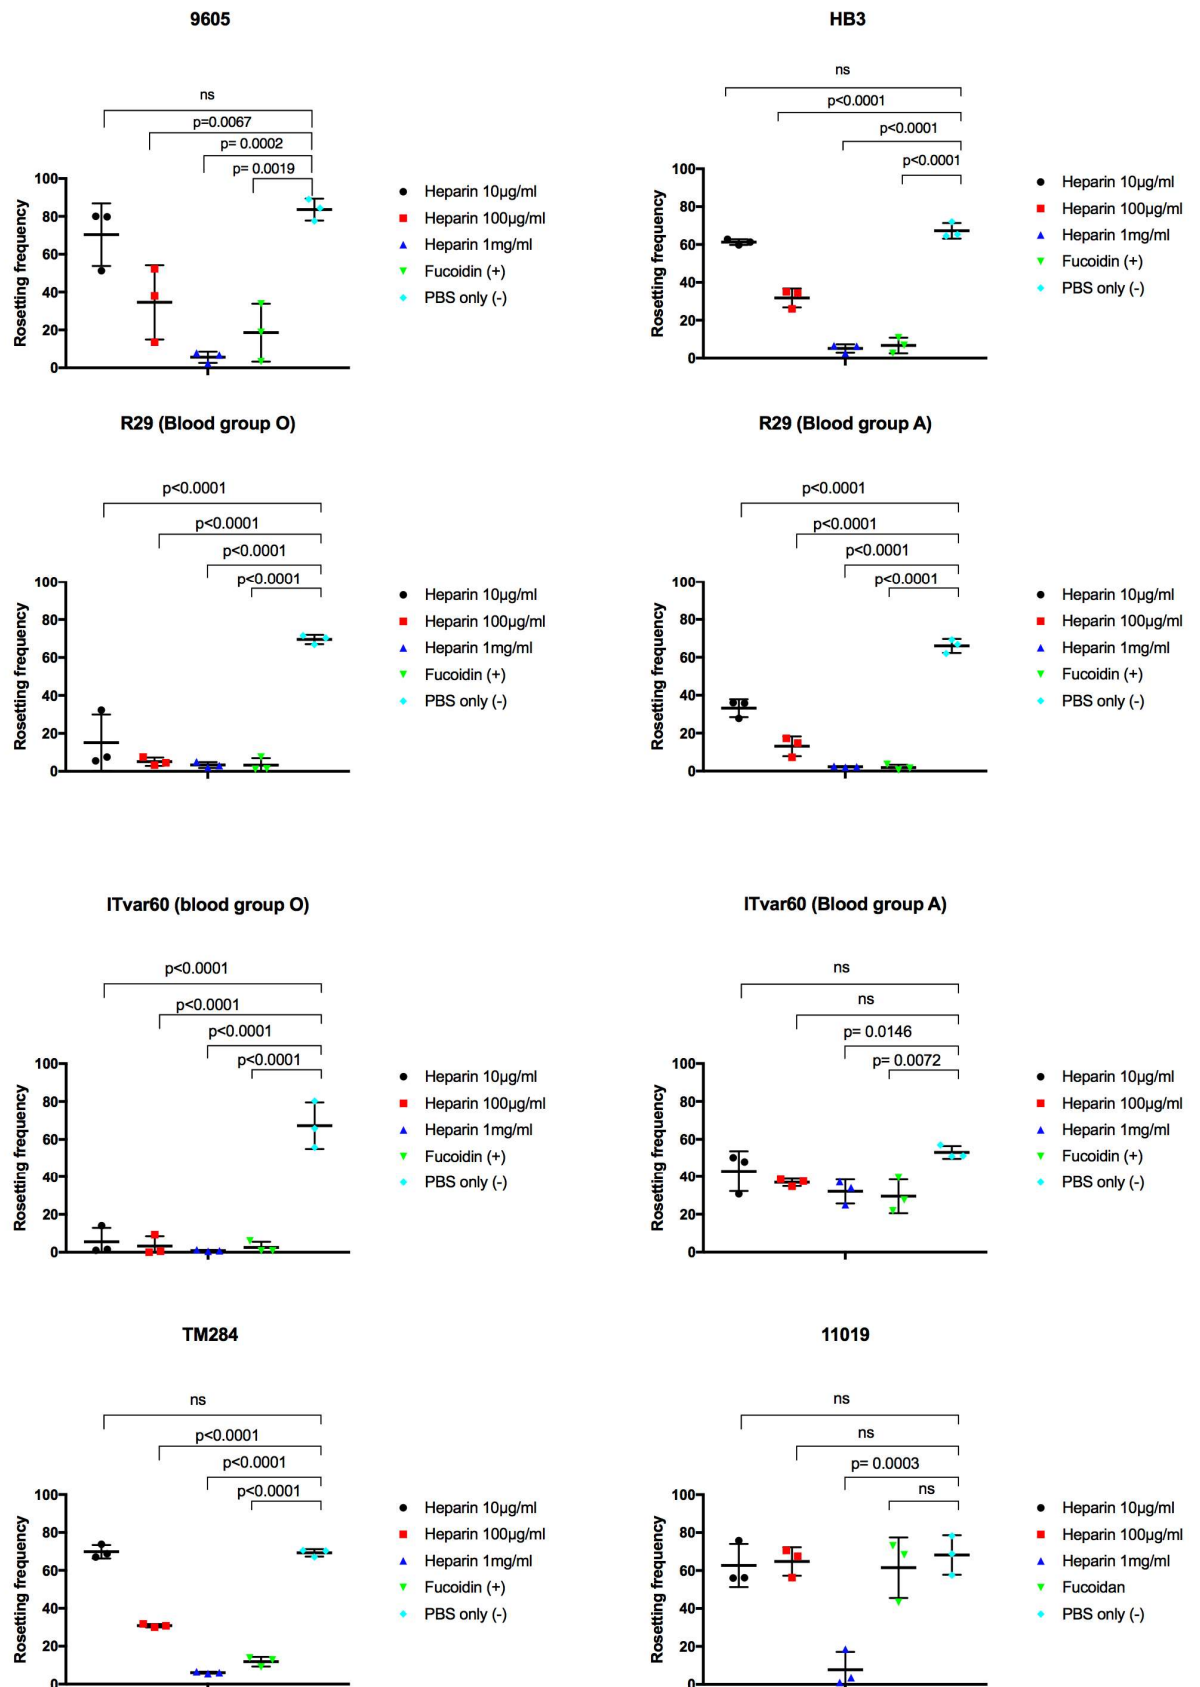 9605
ns
p=0.0067
p= 0.0002
p= 0.0019
Rosetting frequency
100
80
60
40
20
0
Heparin 10µg/ml
Heparin 100µg/ml
Heparin 1mg/ml
Fucoidin (+)
PBS only (-)
HB3
ns
p<0.0001
p<0.0001
p<0.0001
Rosetting frequency
100
80
60
40
20
0
Heparin 10µg/ml
Heparin 100µg/ml
Heparin 1mg/ml
Fucoidin (+)
PBS only (-)
R29 (Blood group O)
p<0.0001
p<0.0001
p<0.0001
p<0.0001
Rosetting frequency
100
80
60
40
20
0
Heparin 10µg/ml
Heparin 100µg/ml
Heparin 1mg/ml
Fucoidin (+)
PBS only (-)
R29 (Blood group A)
p<0.0001
p<0.0001
p<0.0001
p<0.0001
Rosetting frequency
100
80
60
40
20
0
Heparin 10µg/ml
Heparin 100µg/ml
Heparin 1mg/ml
Fucoidin (+)
PBS only (-)
ITvar60 (blood group O)
p<0.0001
p<0.0001
p<0.0001
p<0.0001
Rosetting frequency
100
80
60
40
20
0
Heparin 10µg/ml
Heparin 100µg/ml
Heparin 1mg/ml
Fucoidin (+)
PBS only (-)
ITvar60 (Blood group A)
ns
ns
p= 0.0146
p= 0.0072
Rosetting frequency
100
80
60
40
20
0
Heparin 10µg/ml
Heparin 100µg/ml
Heparin 1mg/ml
Fucoidin (+)
PBS only (-)
TM284
ns
p<0.0001
p<0.0001
p<0.0001
Rosetting frequency
100
80
60
40
20
0
Heparin 10µg/ml
Heparin 100µg/ml
Heparin 1mg/ml
Fucoidin (+)
PBS only (-)
11019
ns
ns
p= 0.0003
ns
Rosetting frequency
100
80
60
40
20
0
Heparin 10µg/ml
Heparin 100µg/ml
Heparin 1mg/ml
Fucoidan
PBS only (-)